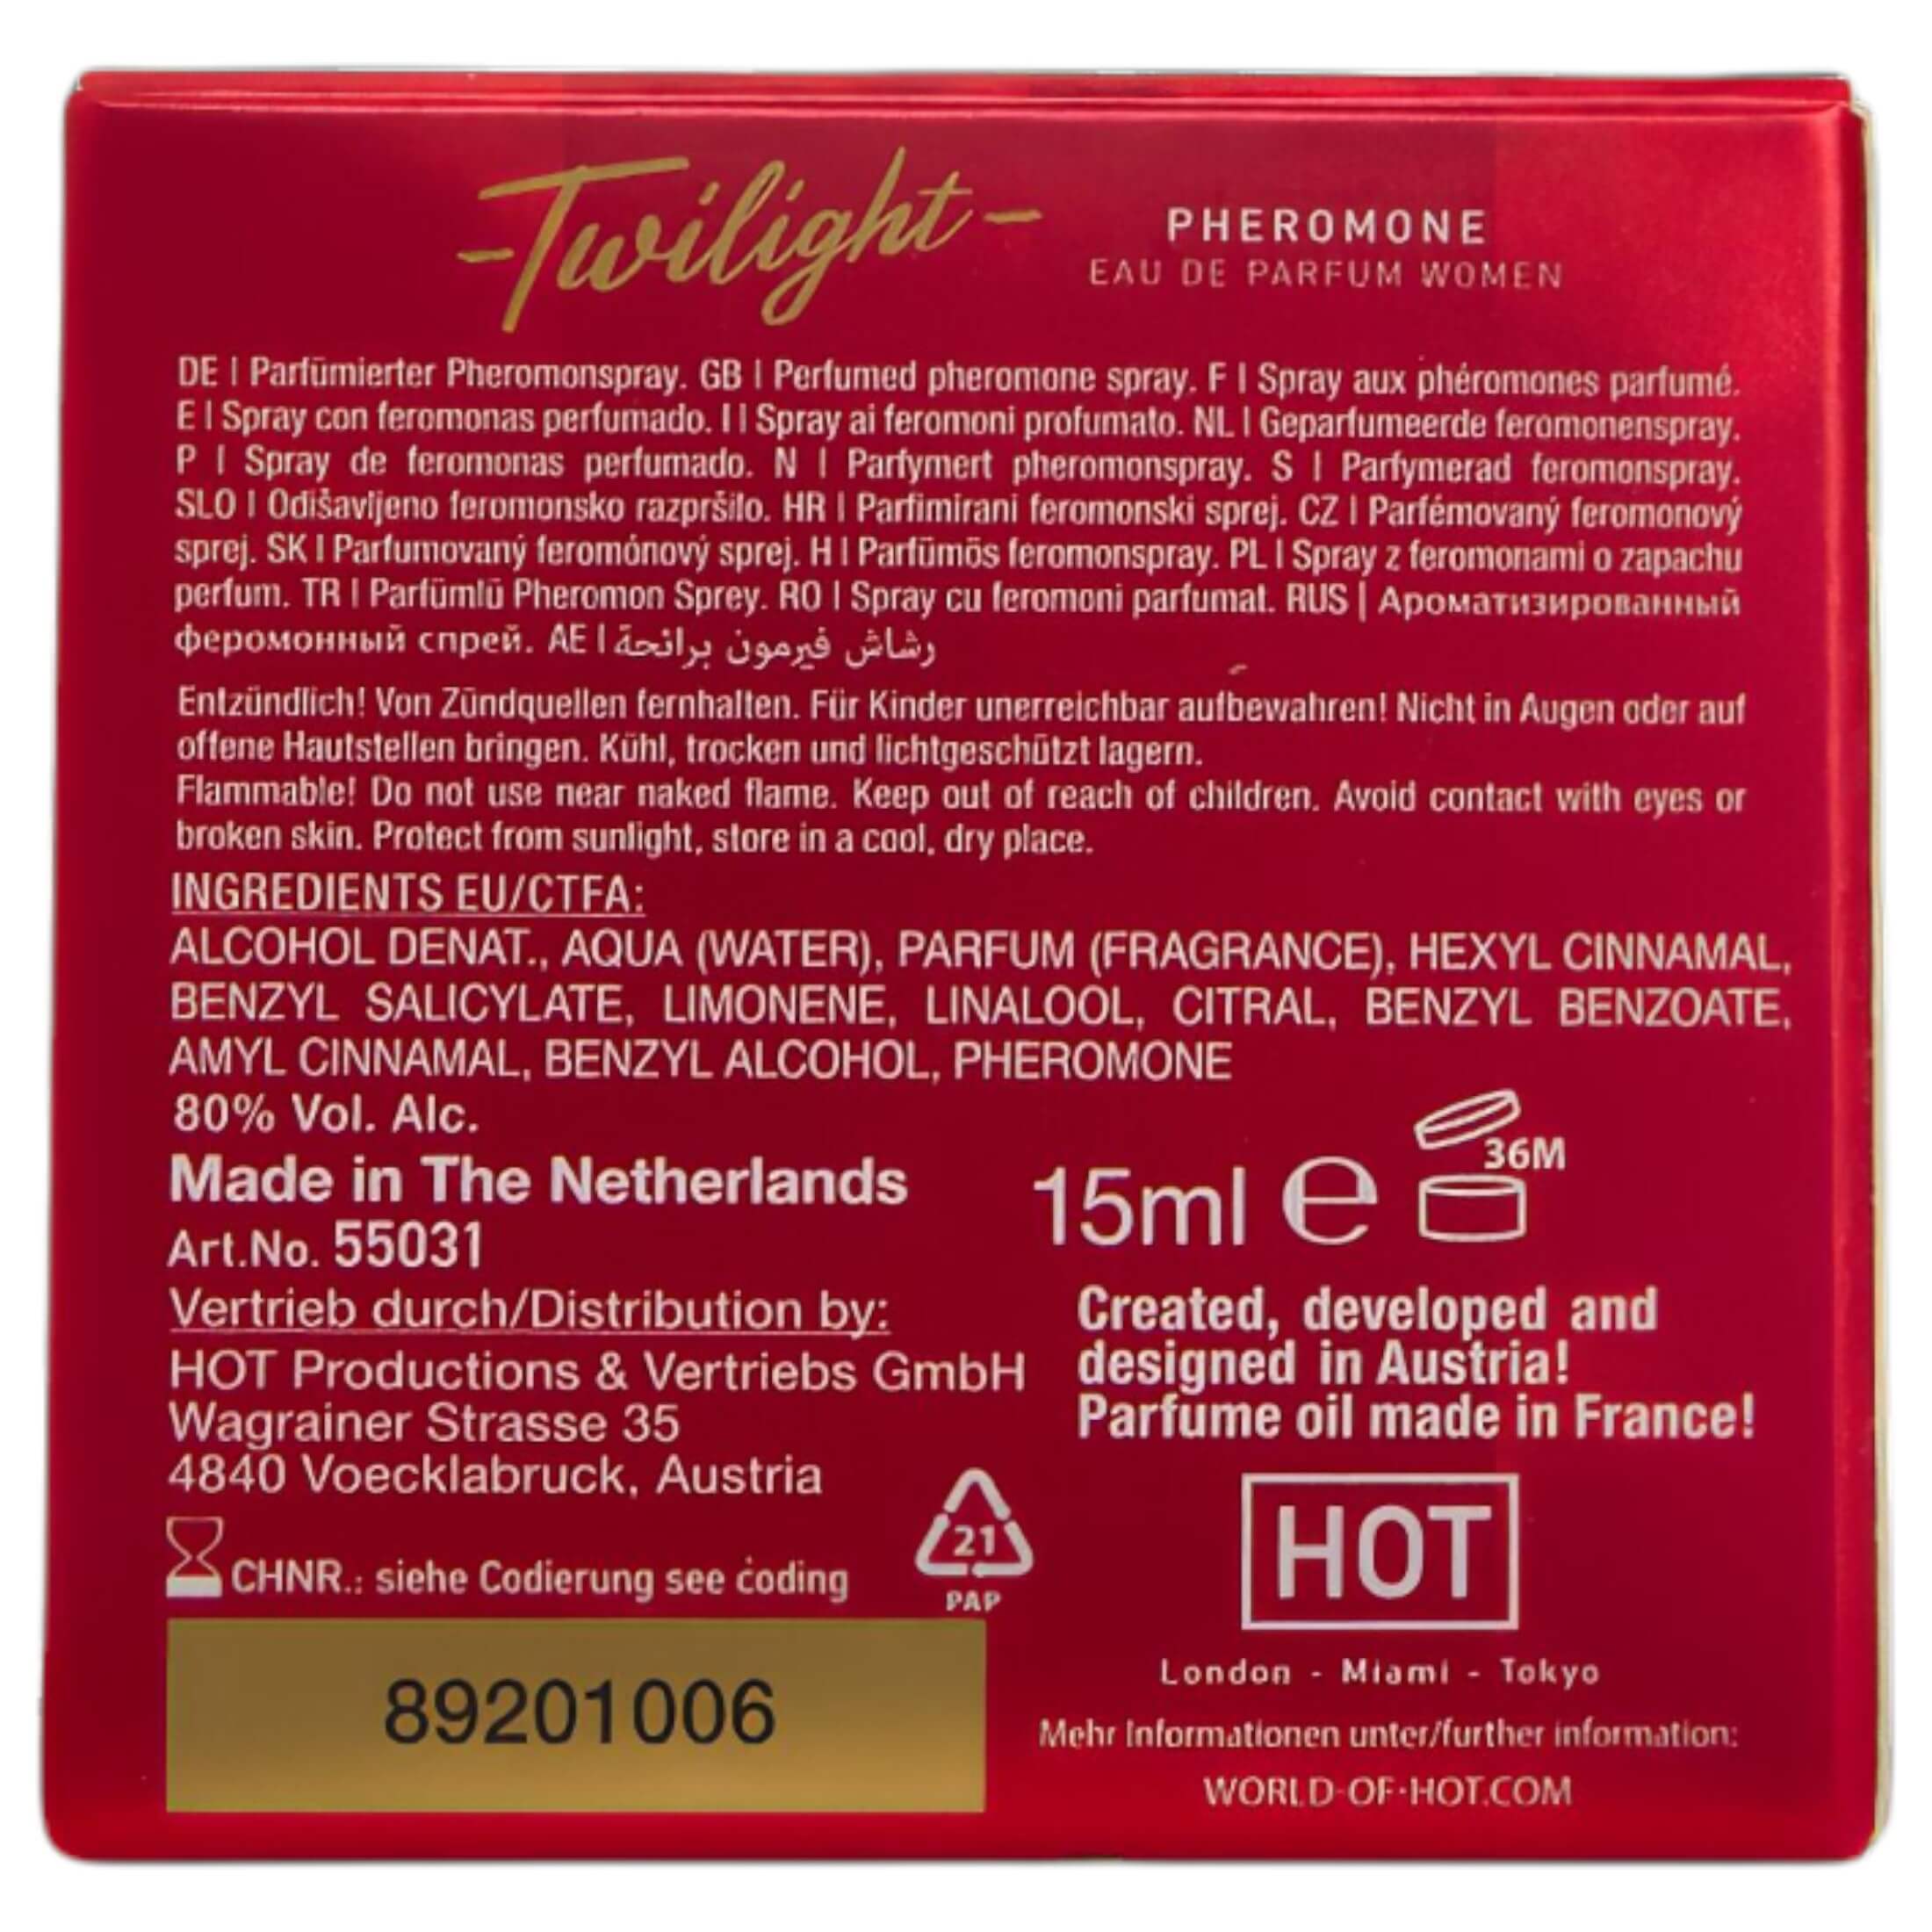 -Twilight-
PHEROMONE
EAU DE PARFUM WOMEN
DE | Parfümierter Pheromonspray. GB | Perfumed pheromone spray. F | Spray aux phéromones parfumé.
E | Spray con feromonas perfumado. I | Spray ai feromoni profumato. NL | Geparfumeerde feromonenspray.
P | Spray de feromonas perfumado. N | Parfymert pheromonspray. S | Parfymerad feromonspray.
SLO | Odišavljeno feromonsko razpršilo. HR | Parfimirani feromonski sprej. CZ | Parfémovaný feromonový
sprej. SK | Parfumovaný feromónový sprej. H | Parfümös feromonspray. PL | Spray z feromonami o zapachu
perfum. TR | Parfümlü Pheromon Sprey. RO | Spray cu feromoni parfumat. RUS | Ароматизированный
феромонный спрей. AE | رشاش فيرمون برائحة
Entzündlich! Von Zündquellen fernhalten. Für Kinder unerreichbar aufbewahren! Nicht in Augen oder auf
offene Hautstellen bringen. Kühl, trocken und lichtgeschützt lagern.
Flammable! Do not use near naked flame. Keep out of reach of children. Avoid contact with eyes or
broken skin. Protect from sunlight, store in a cool, dry place.
INGREDIENTS EU/CTFA:
ALCOHOL DENAT., AQUA (WATER), PARFUM (FRAGRANCE), HEXYL CINNAMAL,
BENZYL SALICYLATE, LIMONENE, LINALOOL, CITRAL, BENZYL BENZOATE,
AMYL CINNAMAL, BENZYL ALCOHOL, PHEROMONE
80% Vol. Alc.
Made in The Netherlands
Art.No. 55031
15ml e
36M
Vertrieb durch/Distribution by:
HOT Productions & Vertriebs GmbH
Wagrainer Strasse 35
4840 Voecklabruck, Austria
Created, developed and
designed in Austria!
Parfume oil made in France!
CHNR.: siehe Codierung see coding
21
PAP
89201006
HOT
London - Miami - Tokyo
Mehr Informationen unter/further information:
WORLD-OF-HOT.COM